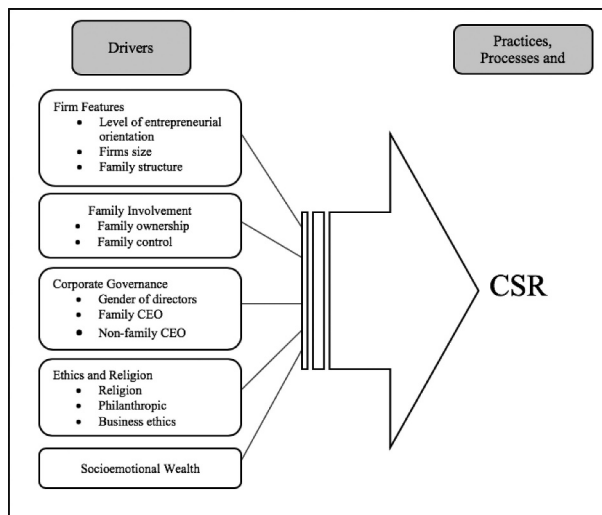 Drivers
Practices,
Processes and
Firm Features
• Level of entrepreneurial
orientation
• Firms size
• Family structure
Family Involvement
• Family ownership
• Family control
Corporate Governance
• Gender of directors
• Family CEO
• Non-family CEO
Ethics and Religion
• Religion
• Philanthropic
• Business ethics
Socioemotional Wealth
CSR